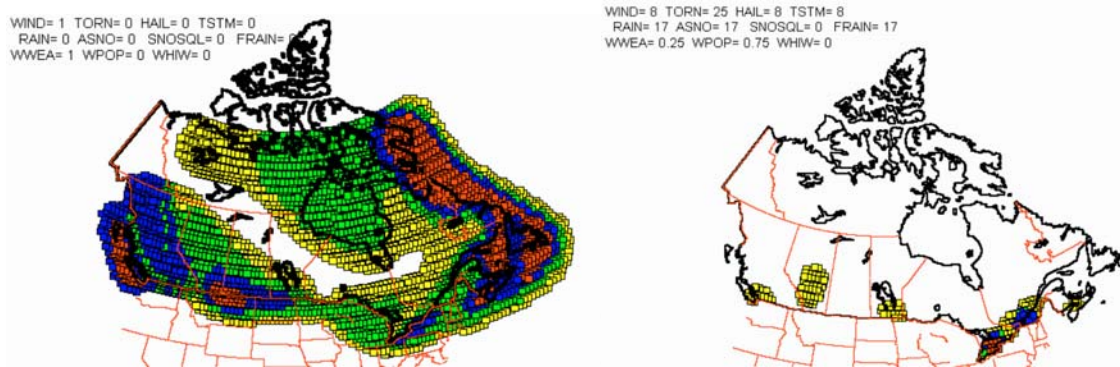 WIND= 1 TORN= 0 HAIL= 0 TSTM= 0
RAIN= 0 ASNO= 0 SNOSQL= 0 FRAIN= 0
WWEA= 1 WPOP= 0 WHIW= 0
WIND= 8 TORN= 25 HAIL= 8 TSTM= 8
RAIN= 17 ASNO= 17 SNOSQL= 0 FRAIN= 17
WWEA= 0.25 WPOP= 0.75 WHIW= 0